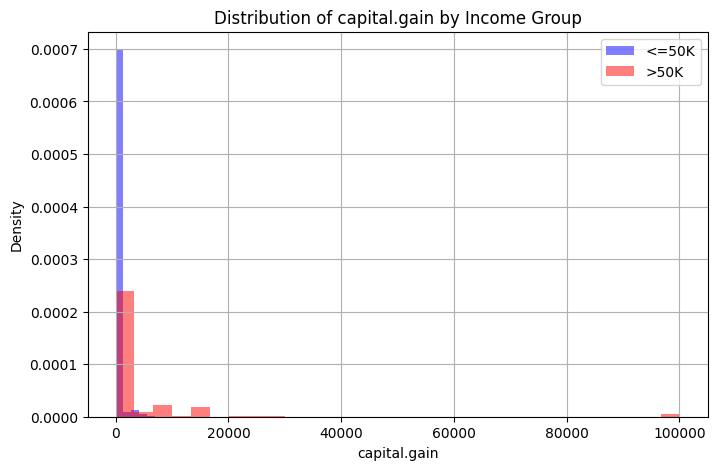 Distribution of capital.gain by Income Group
<=50K
>50K
Density
0.0007
0.0006
0.0005
0.0004
0.0003
0.0002
0.0001
0.0000
0 20000 40000 60000 80000 100000
capital.gain